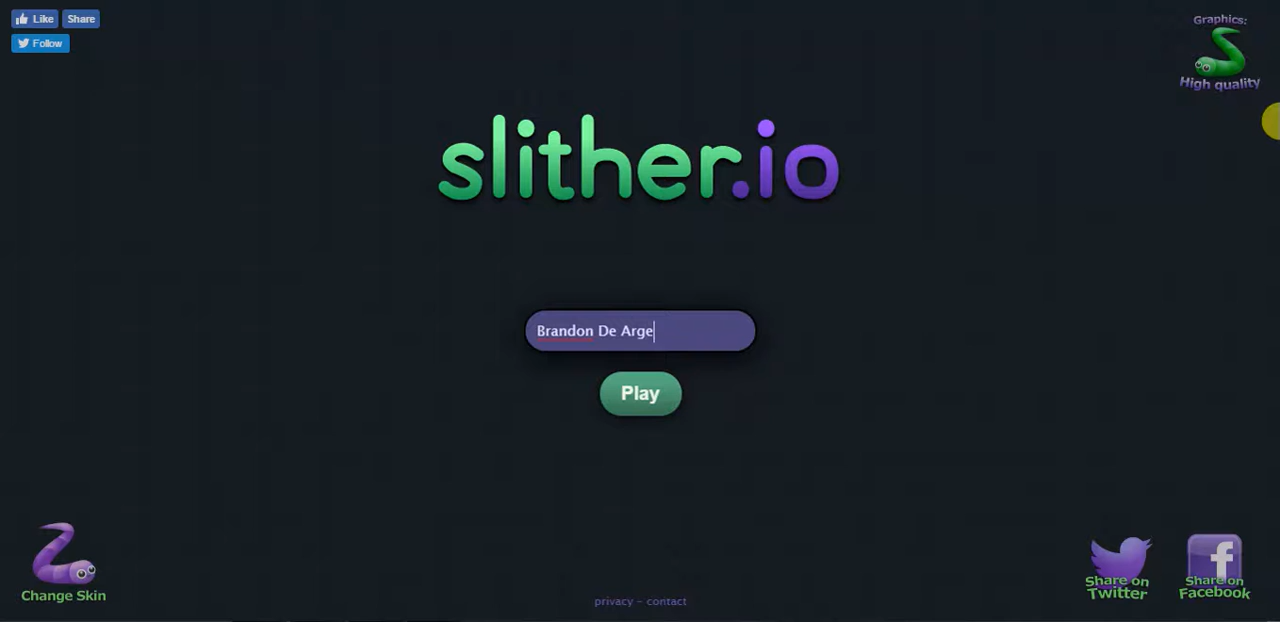 Like Share
Follow
Graphics:
High quality
slither.io
Brandon De Arge
Play
Change Skin
privacy - contact
Share on
Twitter
Share on
Facebook